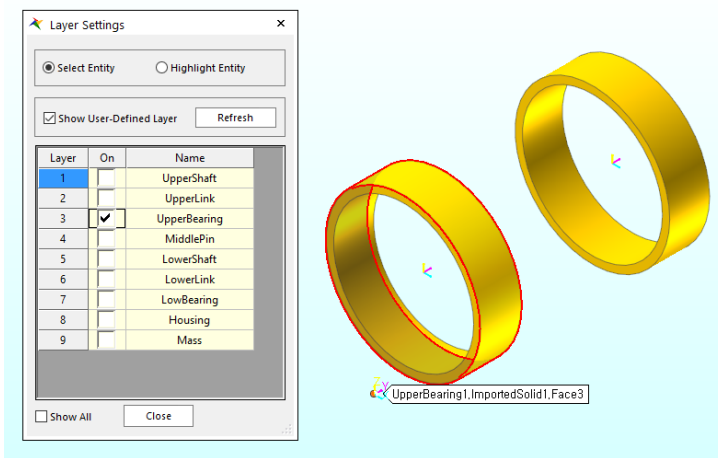 Layer Settings
Select Entity Highlight Entity
Show User-Defined Layer Refresh
Layer On Name
1 UpperShaft
2 UpperLink
3 UpperBearing
4 MiddlePin
5 LowerShaft
6 LowerLink
7 LowBearing
8 Housing
9 Mass
Show All Close
UpperBearing1,ImportedSolid1,Face3